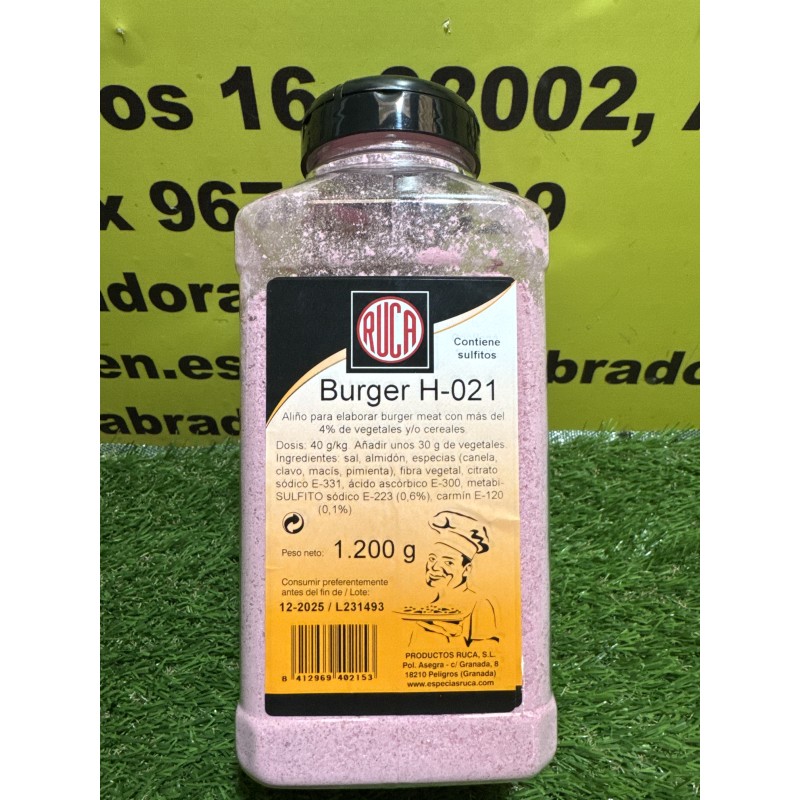 os 16, 02002, A
x 967
9
adora
en.es
abrado
abrad
RUCA
Contiene
sulfitos
Burger H-021
Aliño para elaborar burger meat con más del
4% de vegetales y/o cereales
Dosis: 40 g/kg Añadir unos 30 g de vegetales
Ingredientes: sal, almidón, especias (canela,
clavo, macís, pimienta), fibra vegetal, citrato
sódico E-331, ácido ascórbico E-300, metabi-
SULFITO sódico E-223 (0,6%), carmín E-120
(0,1%)
Peso neto: 1.200 g
Consumir preferentemente
antes del fin de / Lote:
12-2025 / L231493
8 412969 402153
PRODUCTOS RUCA, S.L.
Pol. Asegra - c/ Granada, 8
18210 Peligros (Granada)
www.especiasruca.com